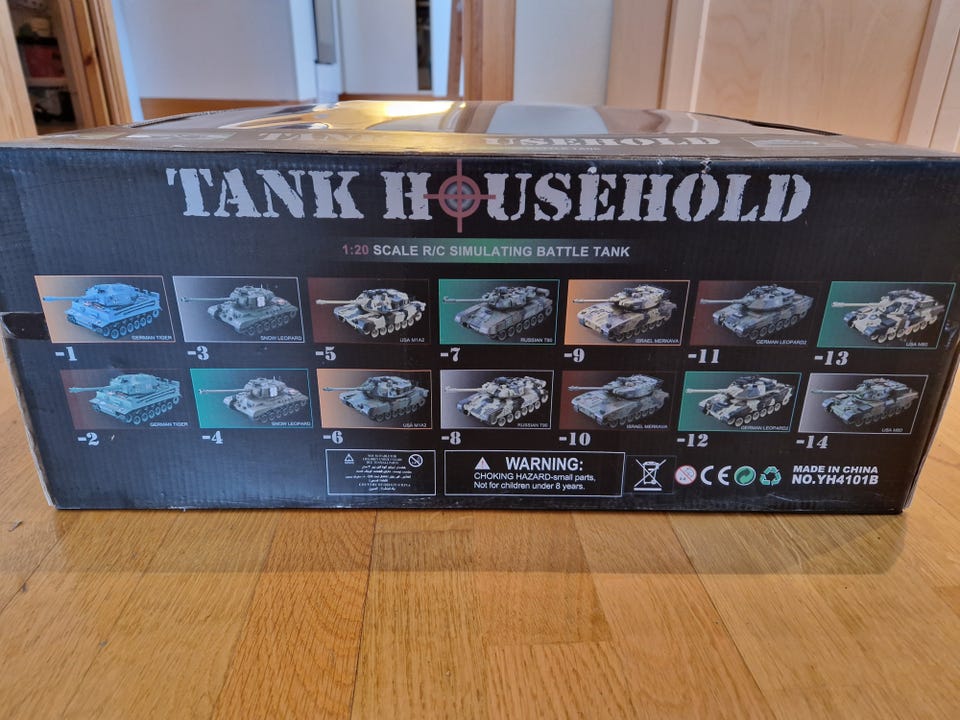 TANK HOUSEHOLD
1:20 SCALE R/C SIMULATING BATTLE TANK
GERMAN TIGER
SNOW LEOPARD
USA M1A2
RUSSIAN T90
ISRAEL MERKAVA
GERMAN LEOPARD2
USA M60
-1
-3
-5
-7
-9
-11
-13
GERMAN TIGER
SNOW LEOPARD
USA M1A2
RUSSIAN T90
ISRAEL MERKAVA
GERMAN LEOPARD2
USA M60
-2
-4
-6
-8
-10
-12
-14
WARNING:
CHOKING HAZARD-small parts,
Not for children under 8 years.
CE
MADE IN CHINA
NO.YH4101B